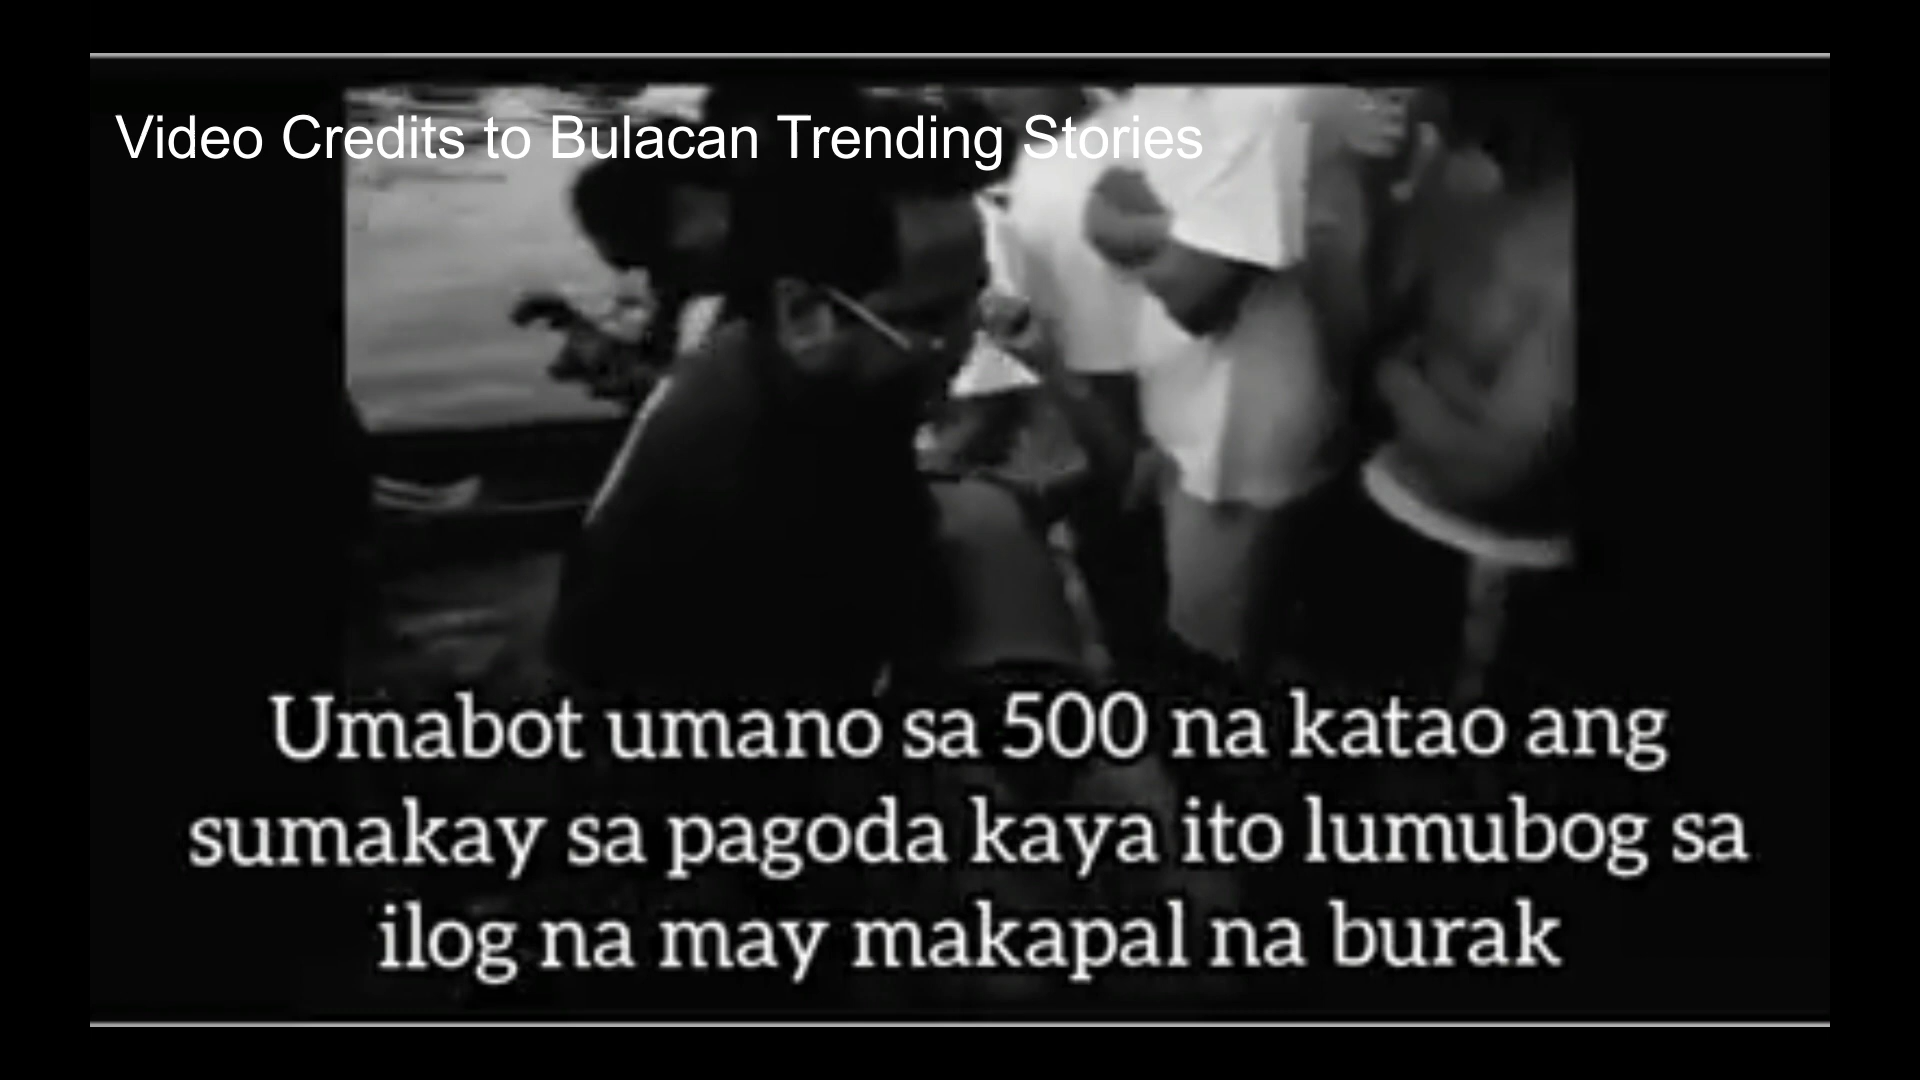 Video Credits to Bulacan Trending Stories
Umabot umano sa 500 na katao ang
sumakay sa pagoda kaya ito lumubog sa
ilog na may makapal na burak